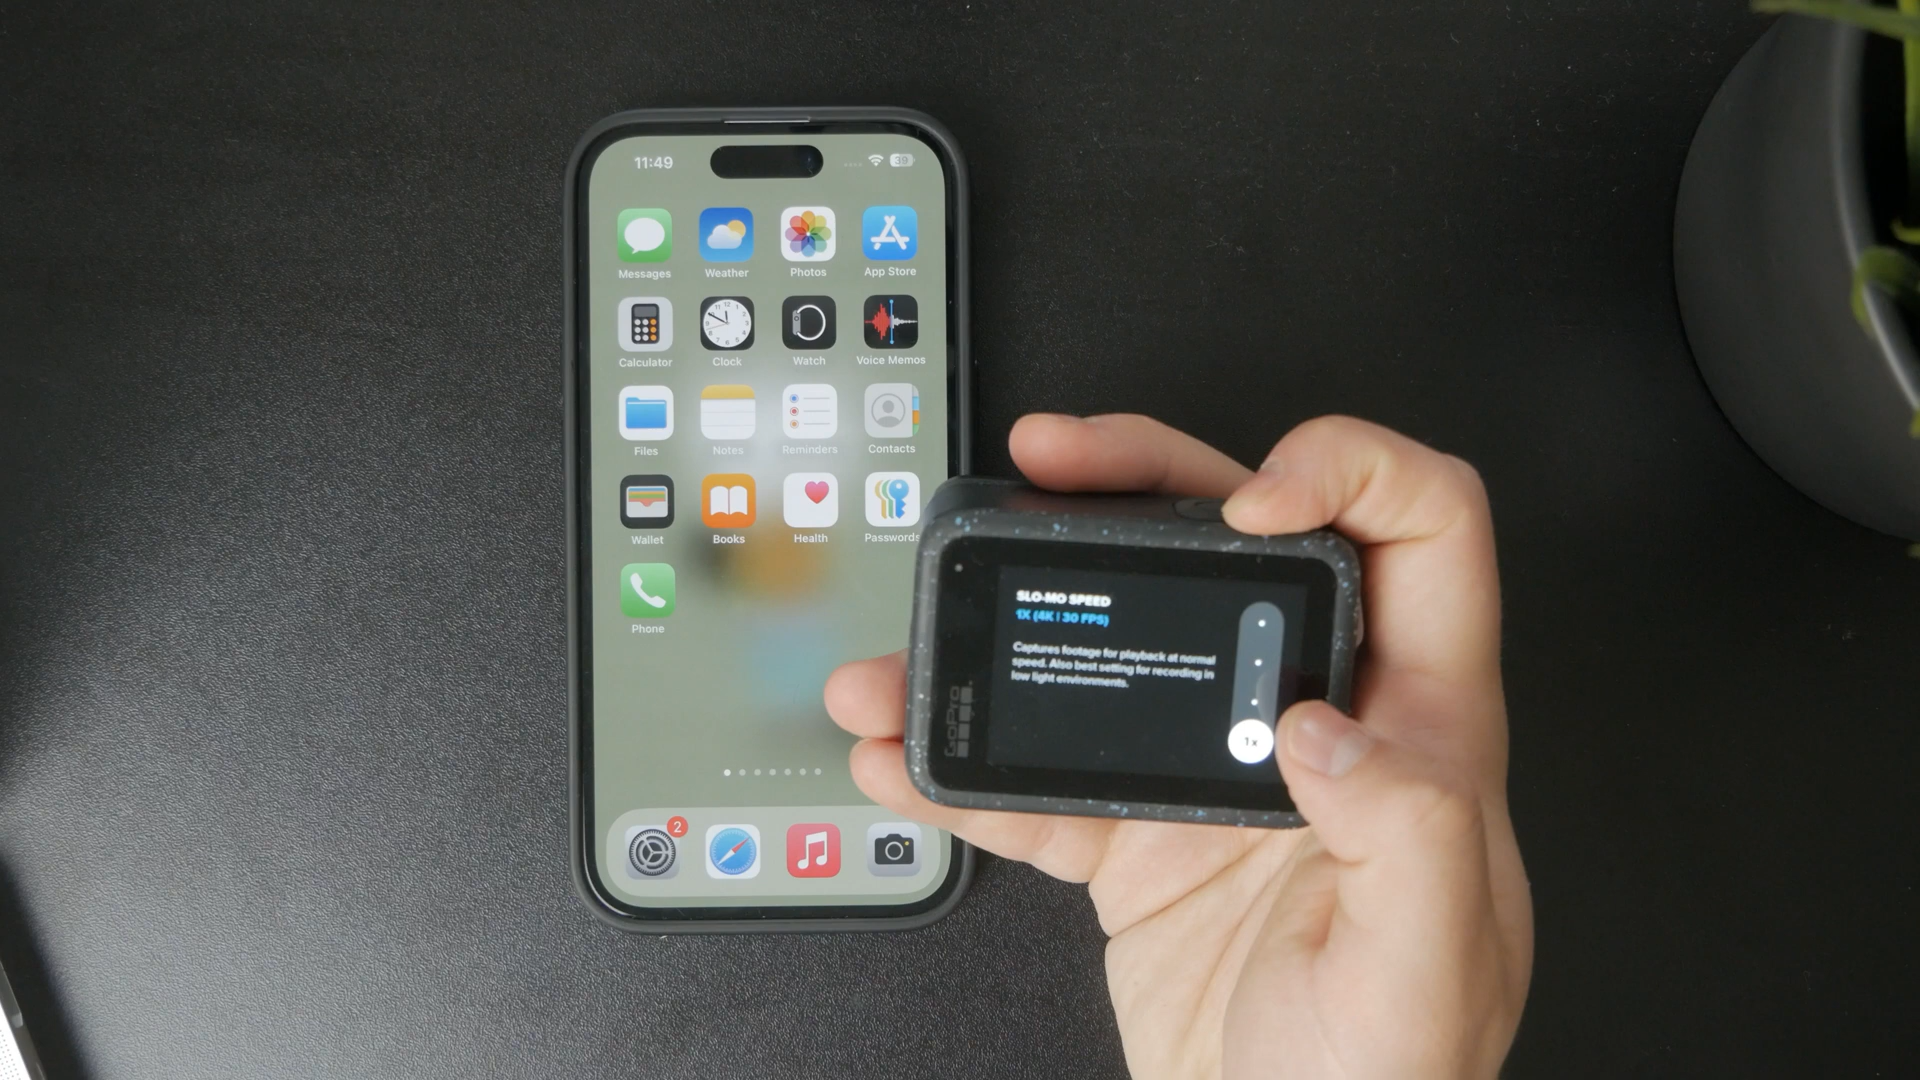 11:49
39
Messages
Weather
Photos
App Store
Calculator
Clock
Watch
Voice Memos
Files
Notes
Reminders
Contacts
Wallet
Books
Health
Passwords
Phone
2
SLO-MO SPEED
1X (4K | 30 FPS)
Captures footage for playback at normal
speed. Also best setting for recording in
low light environments.
1x
GoPro